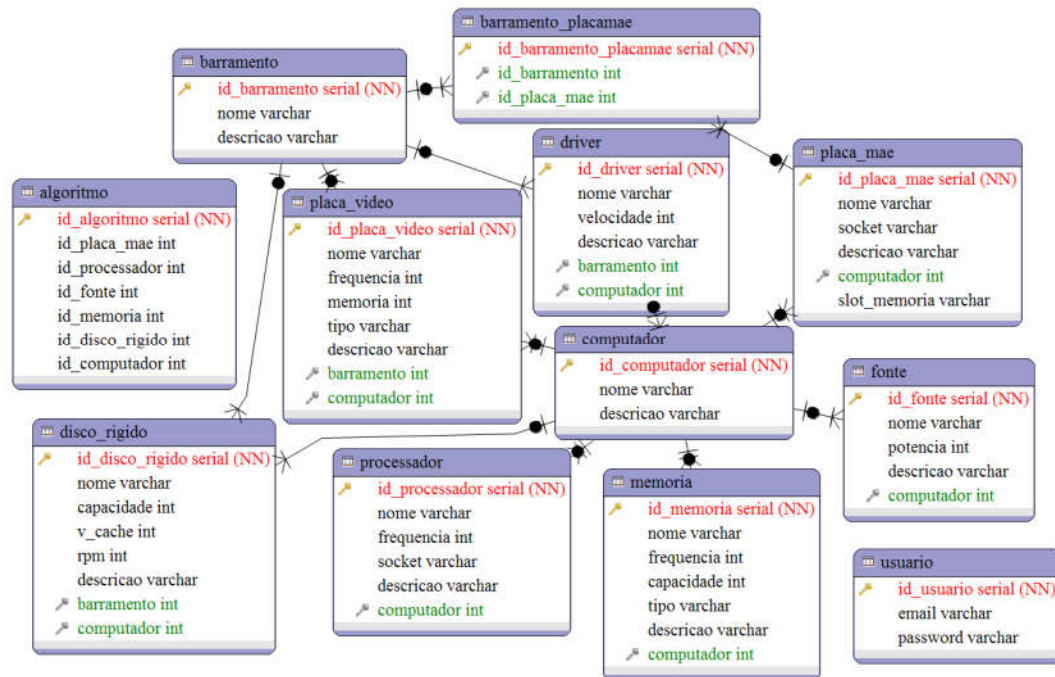 barramento_placamae
id_barramento_placamae serial (NN)
id_barramento int
id_placa_mae int
barramento
id_barramento serial (NN)
nome varchar
descricao varchar
driver
id_driver serial (NN)
nome varchar
velocidade int
descricao varchar
barramento int
computador int
placa_mae
id_placa_mae serial (NN)
nome varchar
socket varchar
descricao varchar
computador int
slot_memoria varchar
algoritmo
id_algoritmo serial (NN)
id_placa_mae int
id_processador int
id_fonte int
id_memoria int
id_disco_rigido int
id_computador int
placa_video
id_placa_video serial (NN)
nome varchar
frequencia int
memoria int
tipo varchar
descricao varchar
barramento int
computador int
computador
id_computador serial (NN)
nome varchar
descricao varchar
fonte
id_fonte serial (NN)
nome varchar
potencia int
descricao varchar
computador int
disco_rigido
id_disco_rigido serial (NN)
nome varchar
capacidade int
v_cache int
rpm int
descricao varchar
barramento int
computador int
processador
id_processador serial (NN)
nome varchar
frequencia int
socket varchar
descricao varchar
computador int
memoria
id_memoria serial (NN)
nome varchar
frequencia int
capacidade int
tipo varchar
descricao varchar
computador int
usuario
id_usuario serial (NN)
email varchar
password varchar